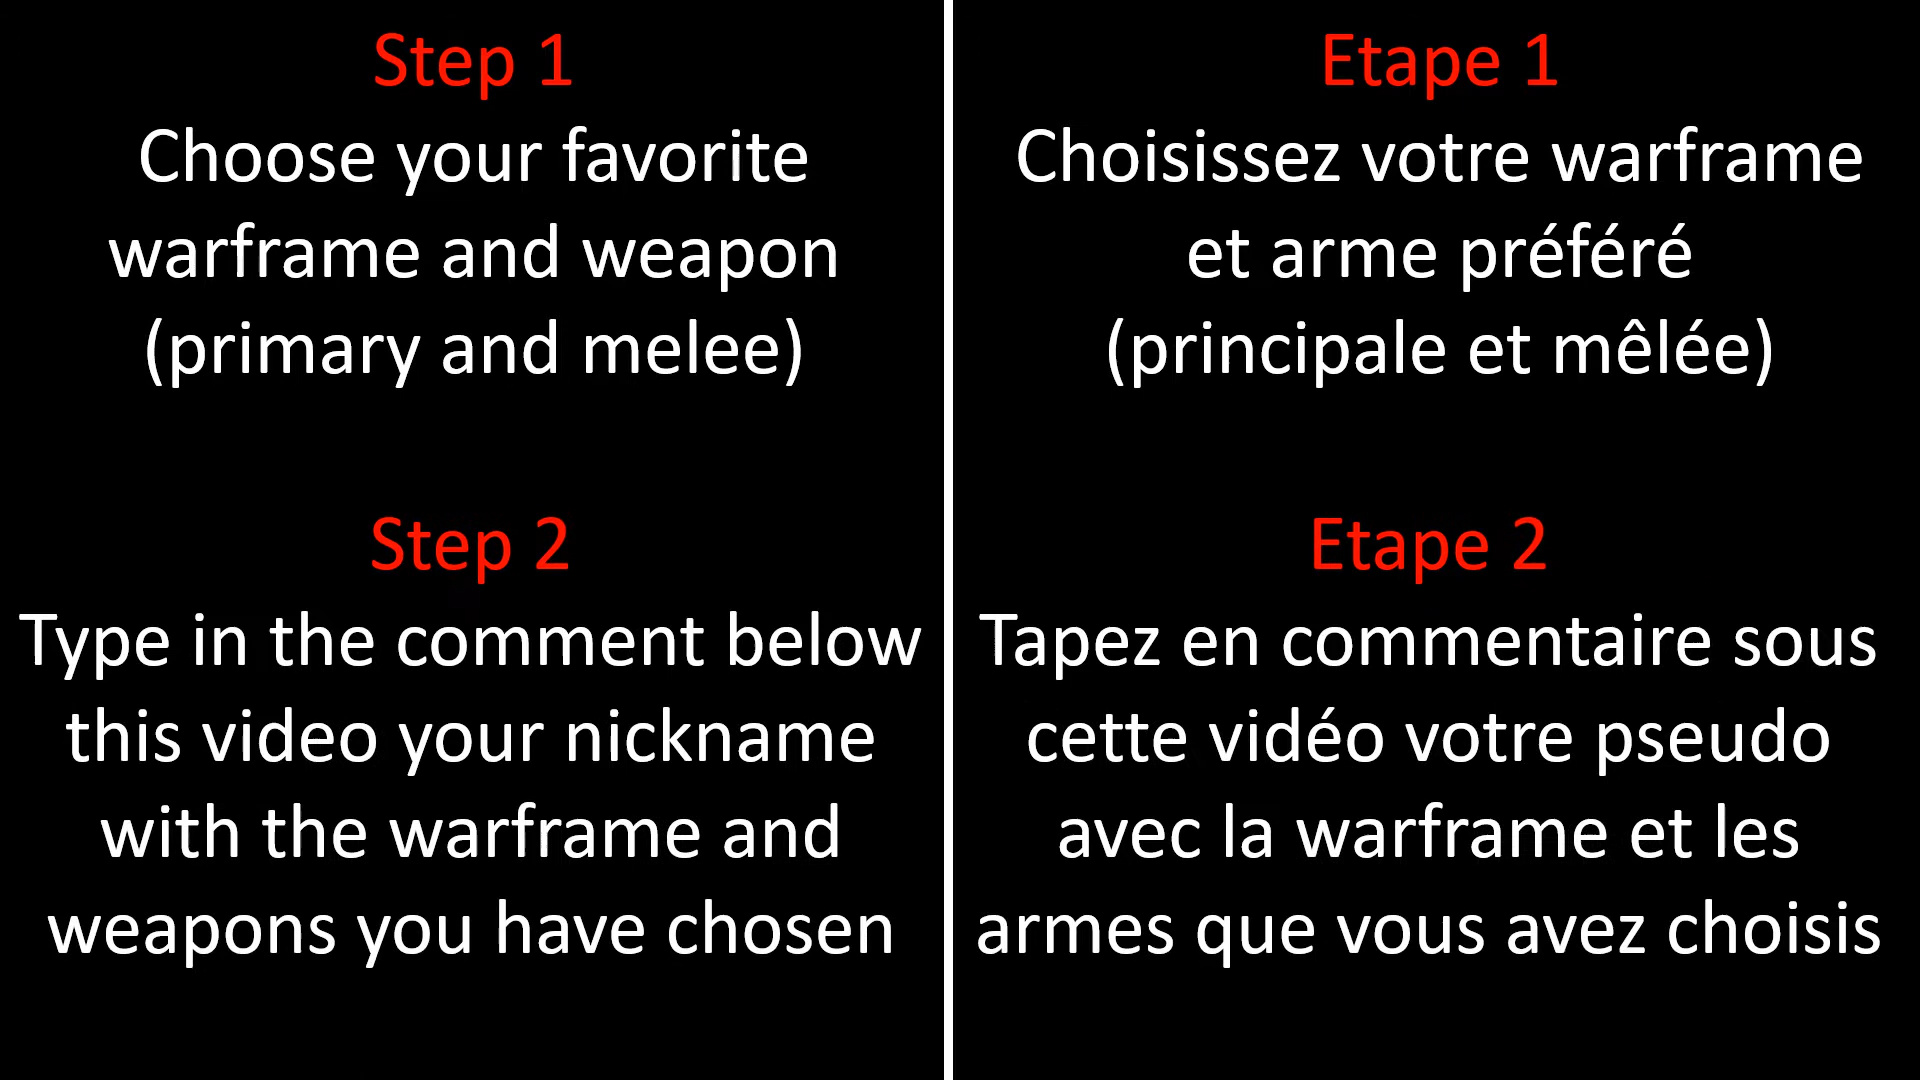 Step 1
Choose your favorite
warframe and weapon
(primary and melee)
Step 2
Type in the comment below
this video your nickname
with the warframe and
weapons you have chosen
Etape 1
Choisissez votre warframe
et arme préféré
(principale et mêlée)
Etape 2
Tapez en commentaire sous
cette vidéo votre pseudo
avec la warframe et les
armes que vous avez choisis